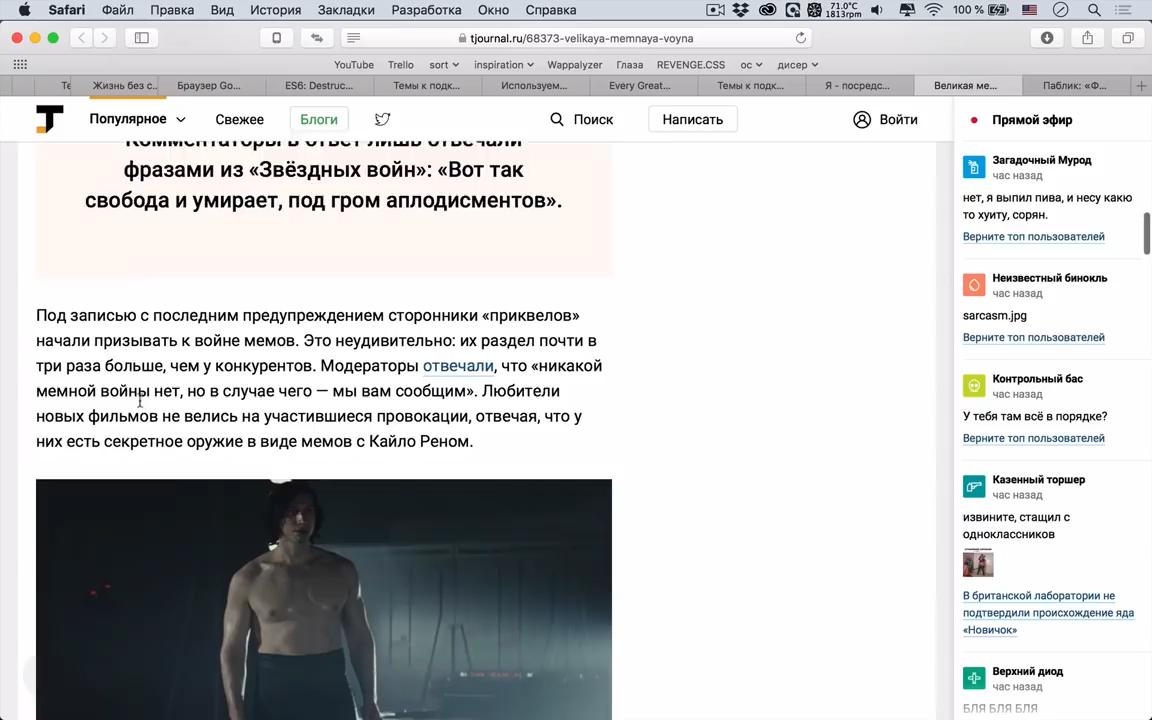 Safari Файл Правка Вид История Закладки Разработка Окно Справка 71.0°C 1813rpm 100 %
tjournal.ru/68373-velikaya-memnaya-voyna
YouTube Trello sort inspiration Wappalyzer Глаза REVENGE.CSS ос дисер
Те Жизнь без с... Браузер Go... ES6: Destruc... Темы к подк... Используем... Every Great... Темы к подк... Я - посредс... Великая ме... Паблик: «Ф...
Популярное Свежее Блоги Поиск Написать Войти
Комментаторы в ответ лишь отвечали
фразами из «Звёздных войн»: «Вот так
свобода и умирает, под гром аплодисментов».
Под записью с последним предупреждением сторонники «приквелов»
начали призывать к войне мемов. Это неудивительно: их раздел почти в
три раза больше, чем у конкурентов. Модераторы отвечали, что «никакой
мемной войны нет, но в случае чего — мы вам сообщим». Любители
новых фильмов не велись на участившиеся провокации, отвечая, что у
них есть секретное оружие в виде мемов с Кайло Реном.
Прямой эфир
Загадочный Мурод
час назад
нет, я выпил пива, и несу какю
то хуиту, сорян.
Верните топ пользователей
Неизвестный бинокль
час назад
sarcasm.jpg
Верните топ пользователей
Контрольный бас
час назад
У тебя там всё в порядке?
Верните топ пользователей
Казенный торшер
час назад
извините, стащил с
одноклассников
В британской лаборатории не
подтвердили происхождение яда
«Новичок»
Верхний диод
час назад
БЛЯ БЛЯ БЛЯ